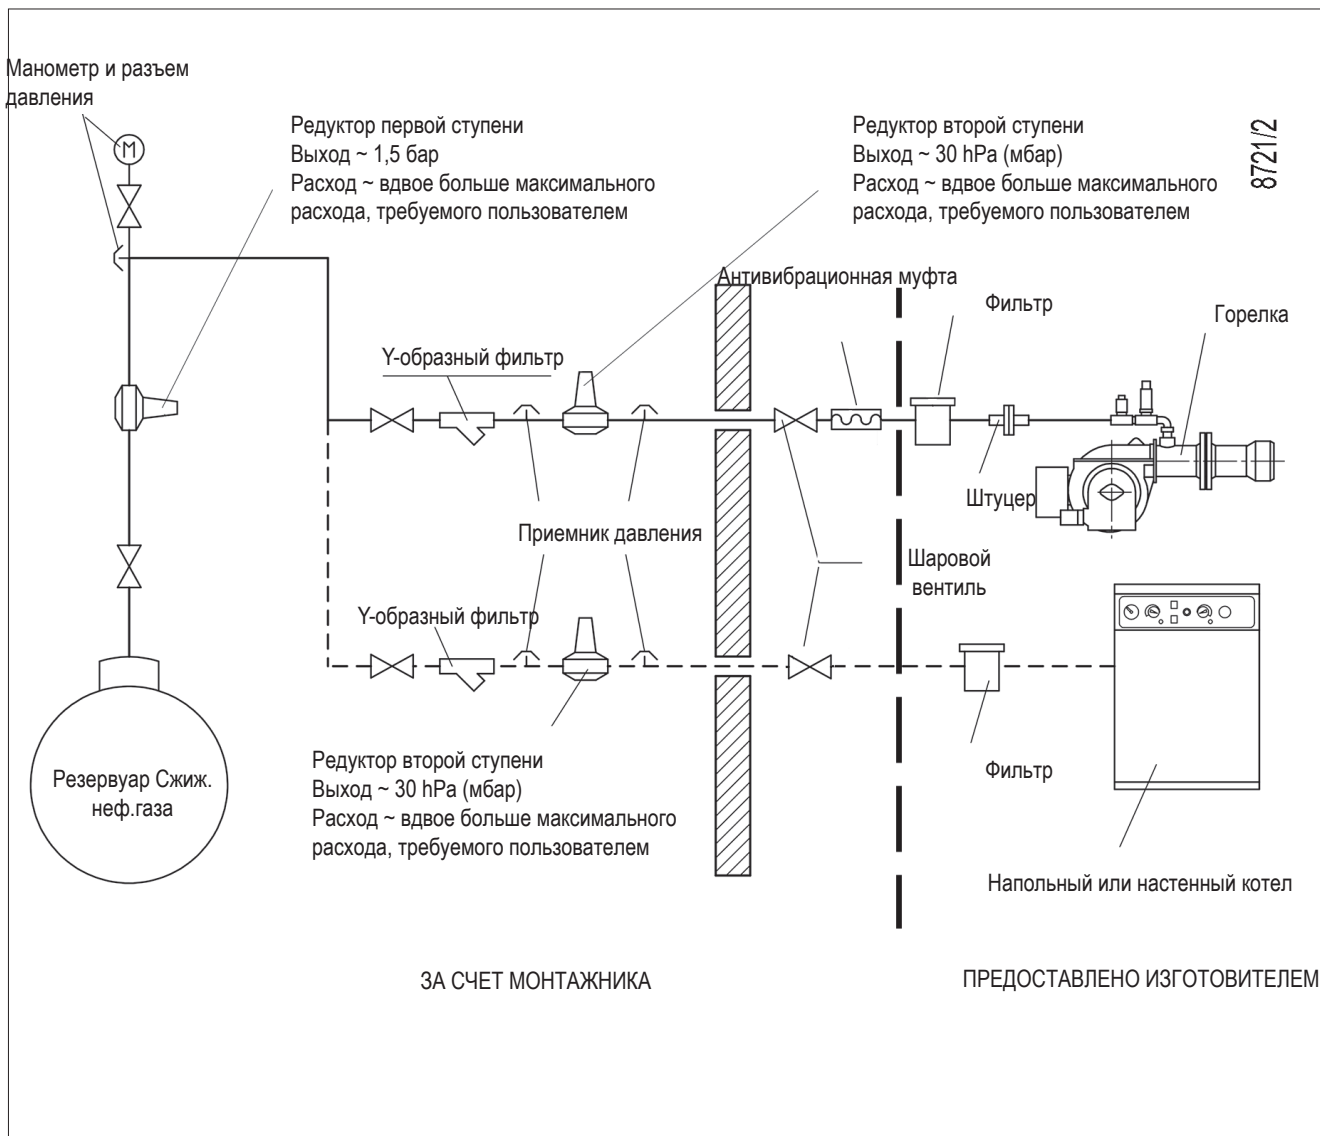 Манометр и разъем
давления
M
Редуктор первой ступени
Выход ~ 1,5 бар
Расход ~ вдвое больше максимального
расхода, требуемого пользователем
Редуктор второй ступени
Выход ~ 30 hPa (мбар)
Расход ~ вдвое больше максимального
расхода, требуемого пользователем
8721/2
Антивибрационная муфта
Фильтр
Горелка
Y-образный фильтр
Штуцер
Приемник давления
Шаровой
вентиль
Y-образный фильтр
Резервуар Сжиж.
неф.газа
Редуктор второй ступени
Выход ~ 30 hPa (мбар)
Расход ~ вдвое больше максимального
расхода, требуемого пользователем
Фильтр
Напольный или настенный котел
ЗА СЧЕТ МОНТАЖНИКА
ПРЕДОСТАВЛЕНО ИЗГОТОВИТЕЛЕМ